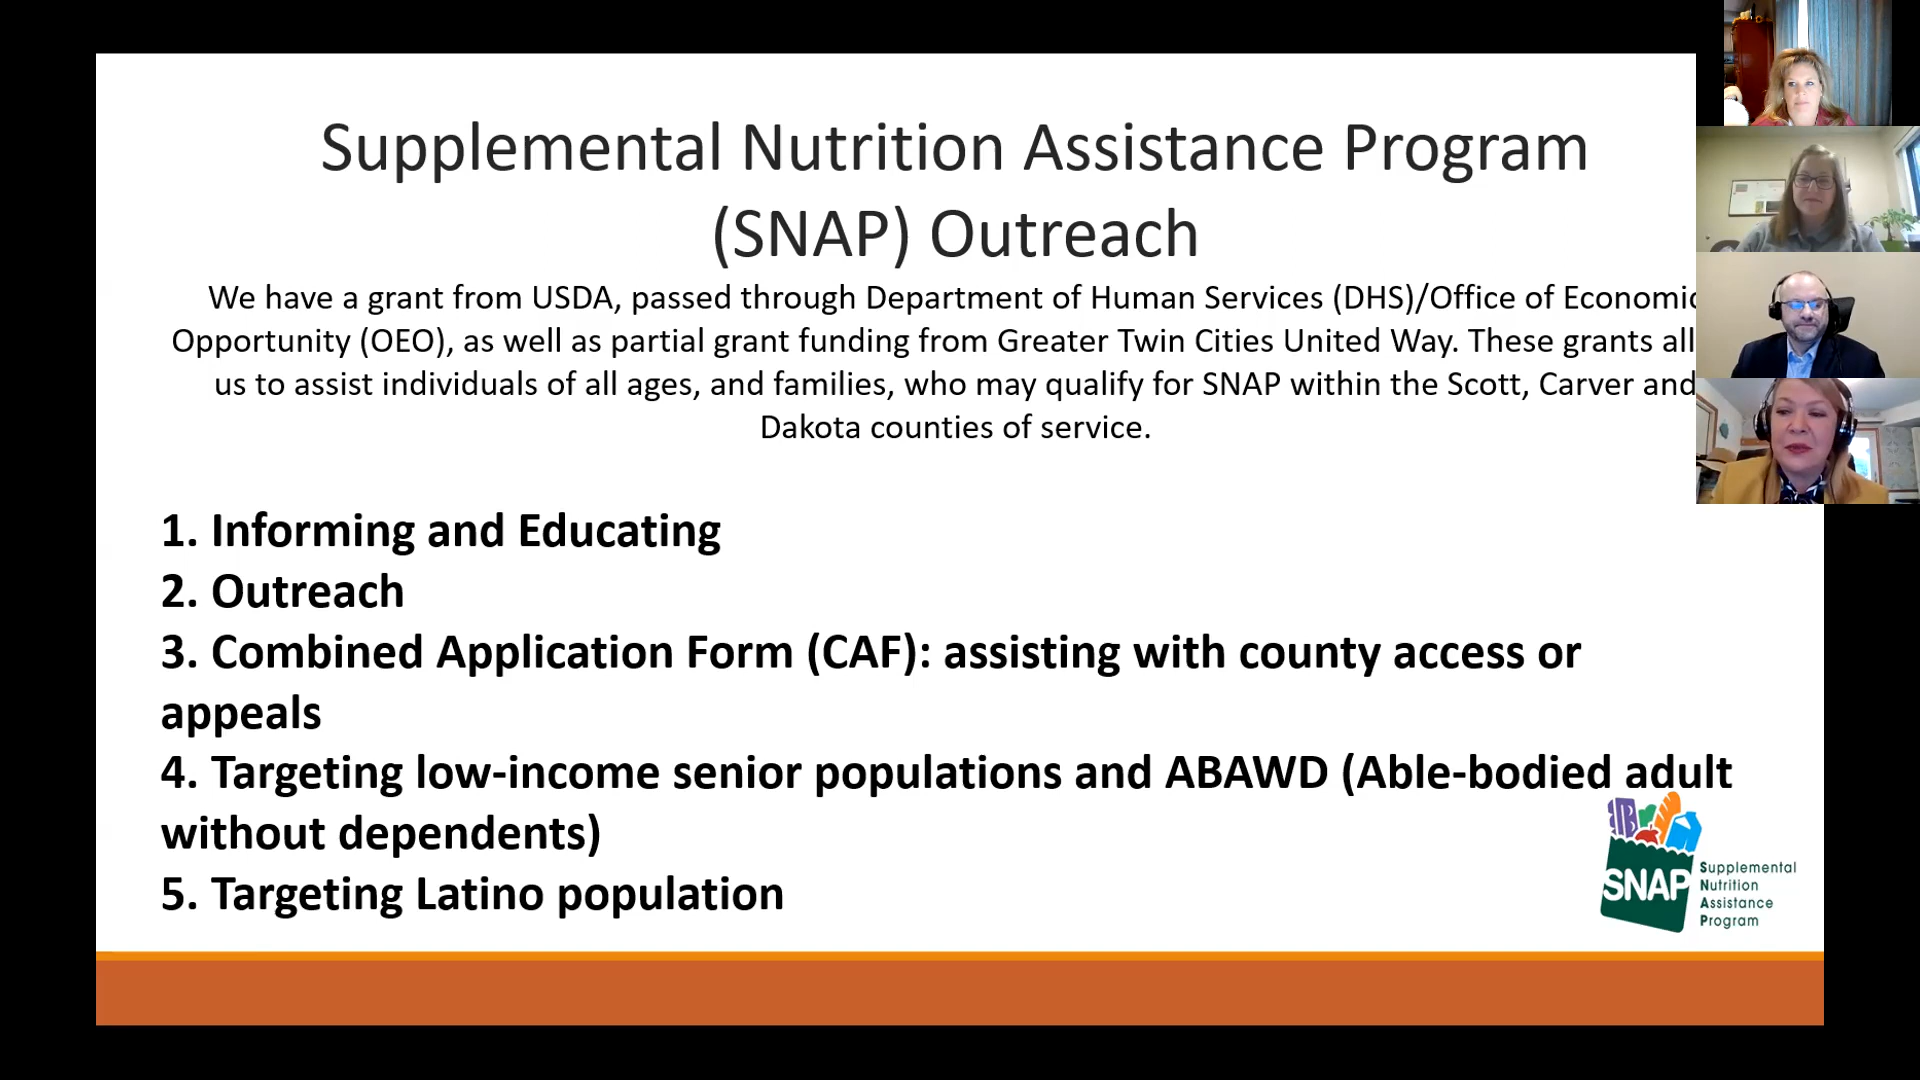 Supplemental Nutrition Assistance Program
(SNAP) Outreach
We have a grant from USDA, passed through Department of Human Services (DHS)/Office of Economic
Opportunity (OEO), as well as partial grant funding from Greater Twin Cities United Way. These grants all
us to assist individuals of all ages, and families, who may qualify for SNAP within the Scott, Carver and
Dakota counties of service.
1. Informing and Educating
2. Outreach
3. Combined Application Form (CAF): assisting with county access or
appeals
4. Targeting low-income senior populations and ABAWD (Able-bodied adult
without dependents)
5. Targeting Latino population
SNAP
Supplemental
Nutrition
Assistance
Program